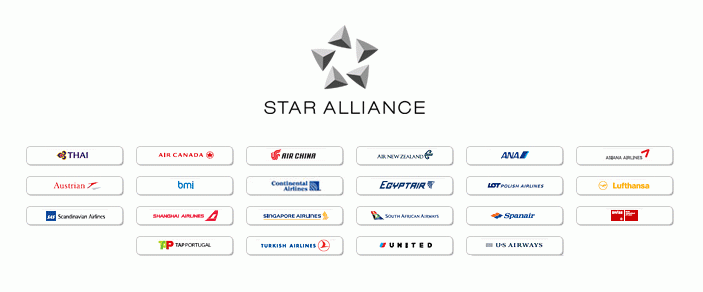 STAR ALLIANCE
THAI
AIR CANADA
AIR CHINA
AIR NEW ZEALAND
ANA
ASIANA AIRLINES
Austrian
bmi
Continental
Airlines
EGYPTAIR
LOT POLISH AIRLINES
Lufthansa
SAS Scandinavian Airlines
SHANGHAI AIRLINES
SINGAPORE AIRLINES
SOUTH AFRICAN AIRWAYS
Spanair
swiss
TAP TAP PORTUGAL
TURKISH AIRLINES
UNITED
U·S AIRWAYS